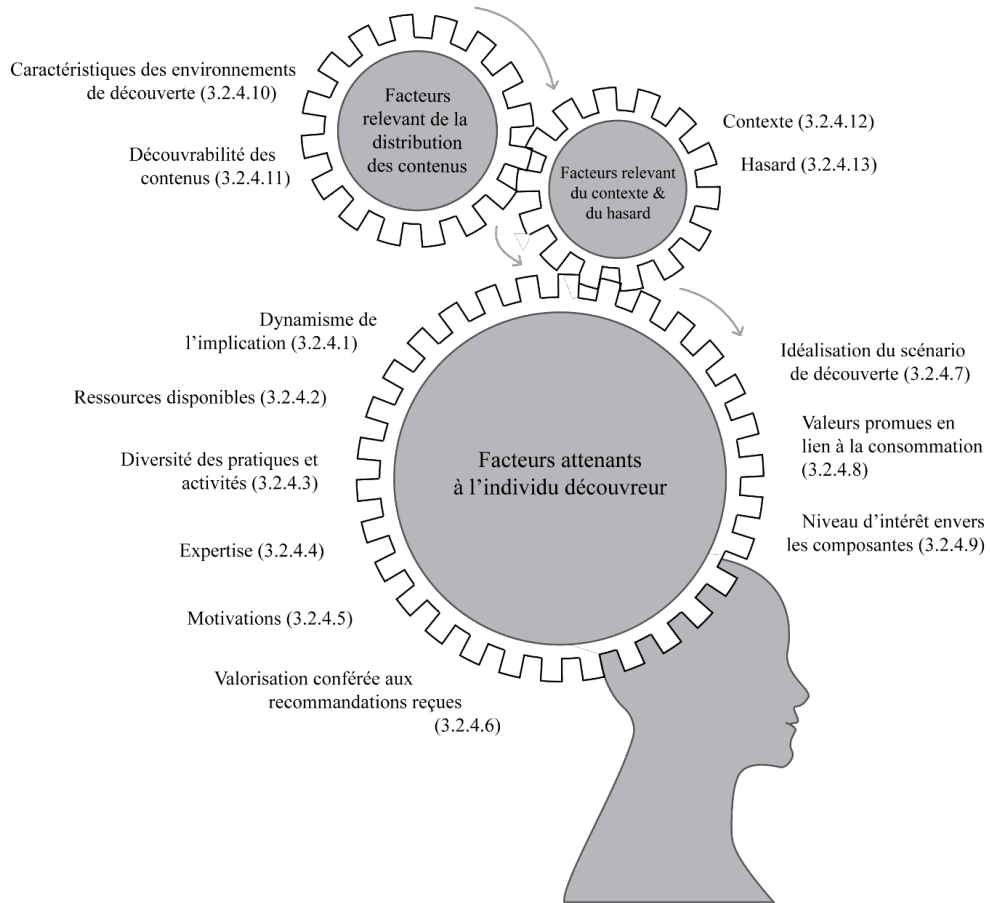 Caractéristiques des environnements
de découverte (3.2.4.10)
Découvrabilité des
contenus (3.2.4.11)
Facteurs
relevant de la
distribution
des contenus
Facteurs relevant
du contexte &
du hasard
Contexte (3.2.4.12)
Hasard (3.2.4.13)
Dynamisme de
l’implication (3.2.4.1)
Ressources disponibles (3.2.4.2)
Diversité des pratiques et
activités (3.2.4.3)
Expertise (3.2.4.4)
Motivations (3.2.4.5)
Valorisation conférée aux
recommandations reçues
(3.2.4.6)
Facteurs attenants
à l’individu découvreur
Idéalisation du scénario
de découverte (3.2.4.7)
Valeurs promues en
lien à la consommation
(3.2.4.8)
Niveau d’intérêt envers
les composantes (3.2.4.9)